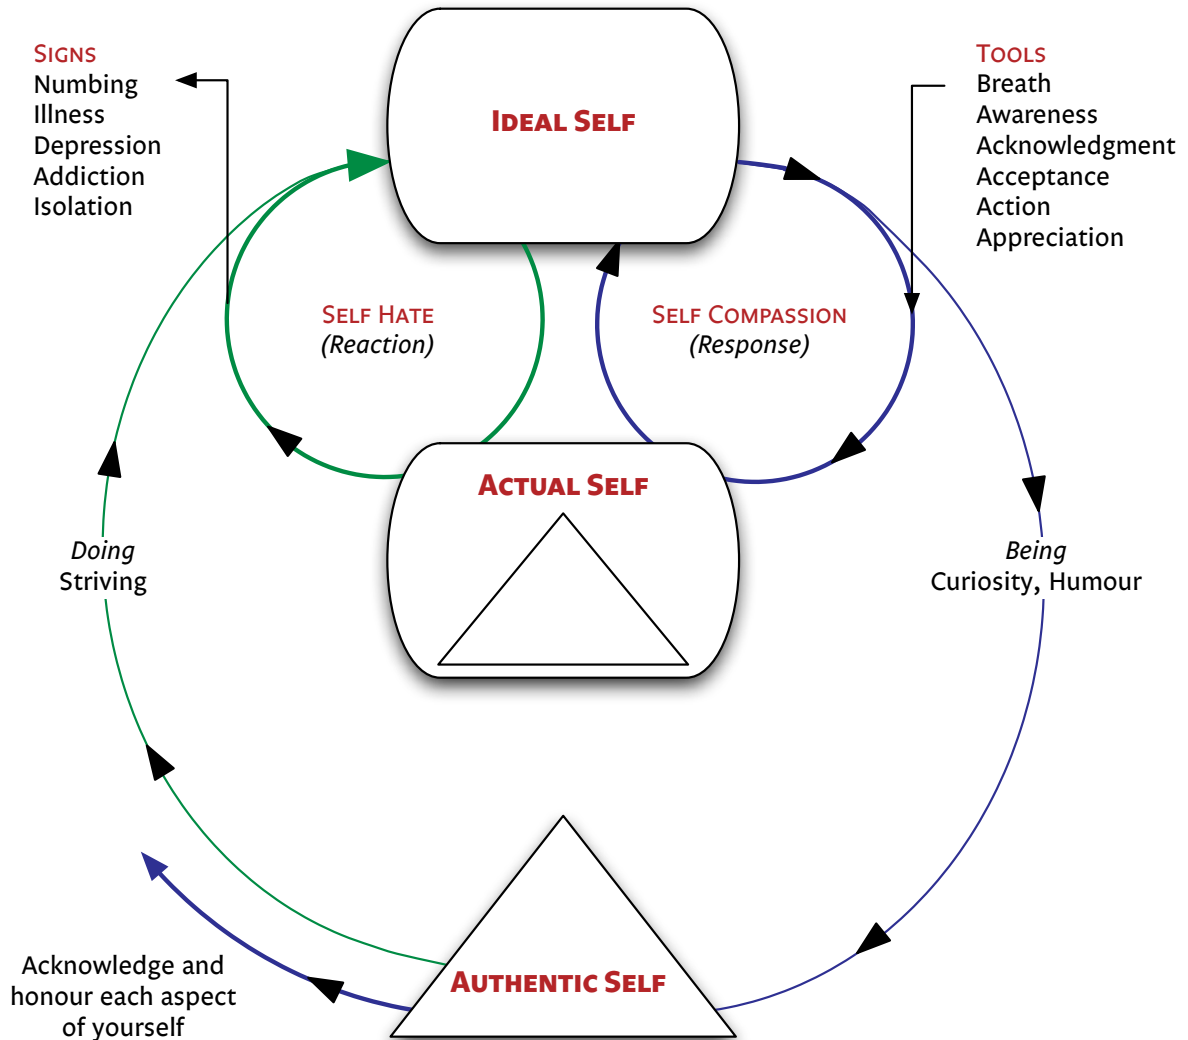 SIGNS
Numbing
Illness
Depression
Addiction
Isolation
IDEAL SELF
TOOLS
Breath
Awareness
Acknowledgment
Acceptance
Action
Appreciation
SELF HATE
(Reaction)
SELF COMPASSION
(Response)
ACTUAL SELF
Doing
Striving
Being
Curiosity, Humour
AUTHENTIC SELF
Acknowledge and
honour each aspect
of yourself